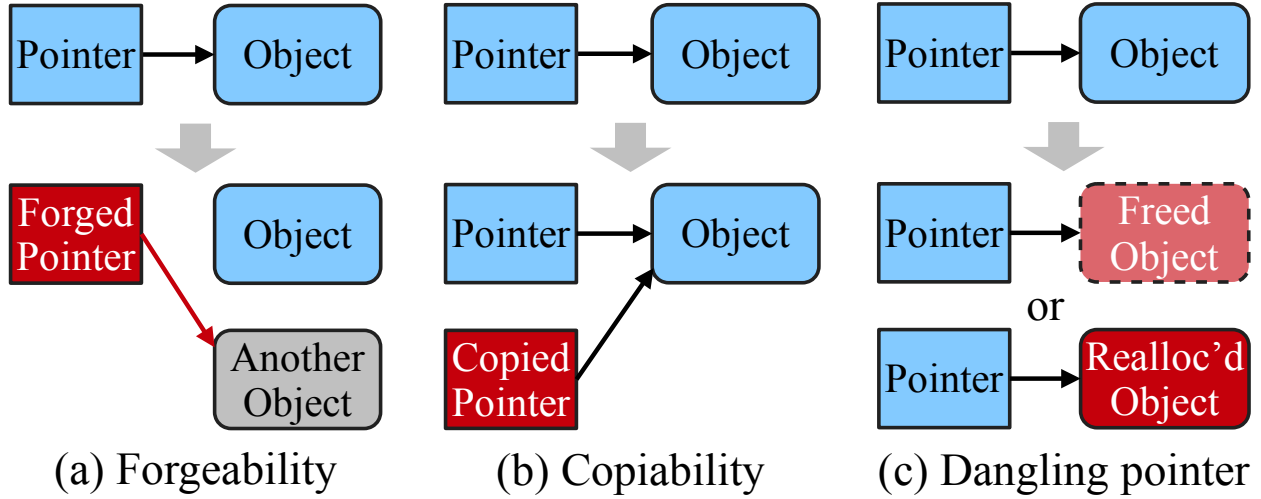 Pointer
Object
Forged
Pointer
Object
Another
Object
(a) Forgeability
Pointer
Object
Pointer
Object
Copied
Pointer
(b) Copiability
Pointer
Object
Pointer
Freed
Object
or
Pointer
Realloc’d
Object
(c) Dangling pointer